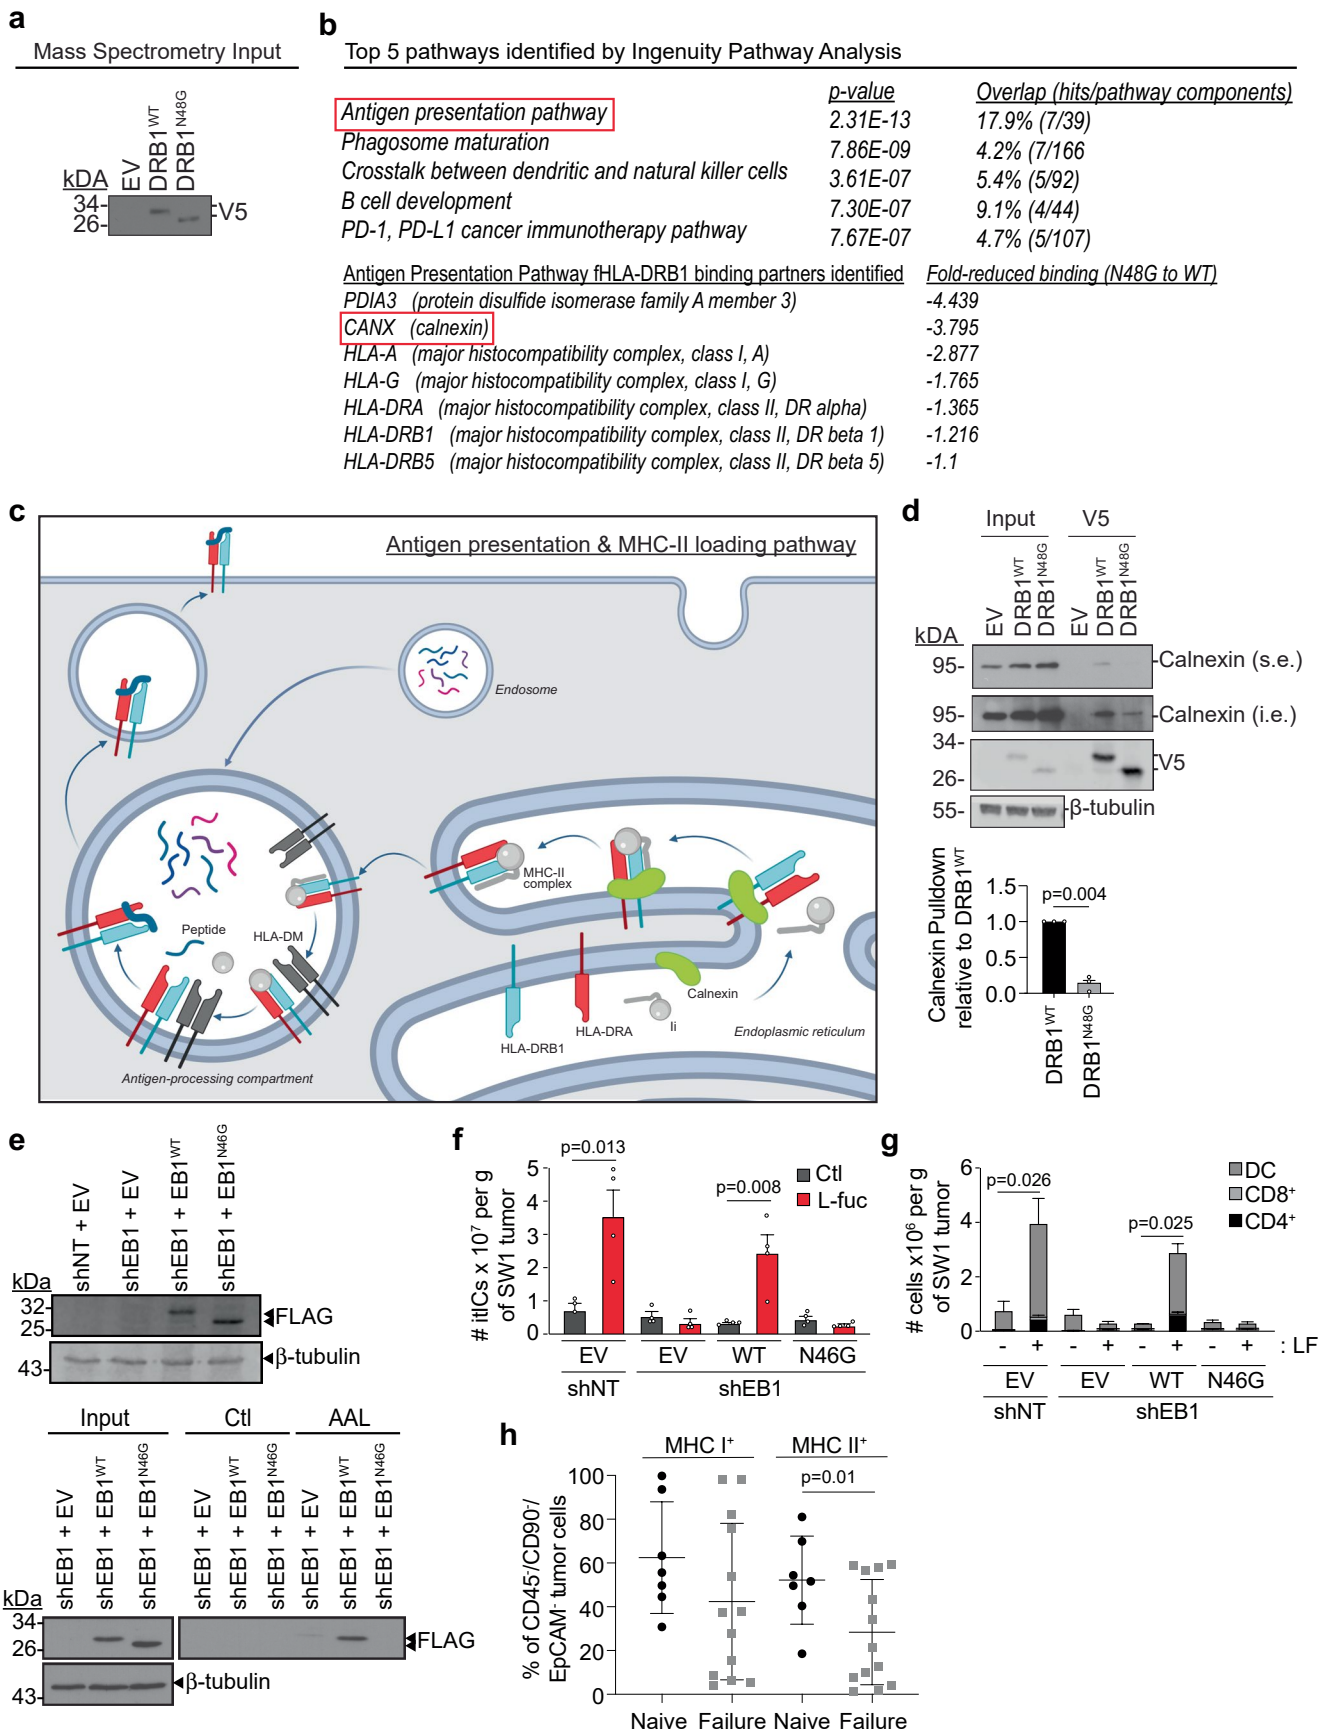 a
Mass Spectrometry Input
kDA
EV
DRB1WT
DRB1N48G
34-
26-
V5
b
Top 5 pathways identified by Ingenuity Pathway Analysis
p-value Overlap (hits/pathway components)
Antigen presentation pathway 2.31E-13 17.9% (7/39)
Phagosome maturation 7.86E-09 4.2% (7/166
Crosstalk between dendritic and natural killer cells 3.61E-07 5.4% (5/92)
B cell development 7.30E-07 9.1% (4/44)
PD-1, PD-L1 cancer immunotherapy pathway 7.67E-07 4.7% (5/107)
Antigen Presentation Pathway fHLA-DRB1 binding partners identified Fold-reduced binding (N48G to WT)
PDIA3 (protein disulfide isomerase family A member 3) -4.439
CANX (calnexin) -3.795
HLA-A (major histocompatibility complex, class I, A) -2.877
HLA-G (major histocompatibility complex, class I, G) -1.765
HLA-DRA (major histocompatibility complex, class II, DR alpha) -1.365
HLA-DRB1 (major histocompatibility complex, class II, DR beta 1) -1.216
HLA-DRB5 (major histocompatibility complex, class II, DR beta 5) -1.1
c
Antigen presentation & MHC-II loading pathway
Endosome
MHC-II
complex
Peptide
HLA-DM
Calnexin
HLA-DRA
Ii
HLA-DRB1
Endoplasmic reticulum
Antigen-processing compartment
d
Input V5
kDA
EV
DRB1WT
DRB1N48G
EV
DRB1WT
DRB1N48G
95- -Calnexin (s.e.)
95- -Calnexin (i.e.)
34-
26-
V5
55- -β-tubulin
Calnexin Pulldown
relative to DRB1WT
1.5
1.0
0.5
0.0
p=0.004
DRB1WT
DRB1N48G
e
kDa
shNT + EV
shEB1 + EV
shEB1 + EB1WT
shEB1 + EB1N46G
32-
25-
FLAG
43-
β-tubulin
Input Ctl AAL
kDa
shEB1 + EV
shEB1 + EB1WT
shEB1 + EB1N46G
shEB1 + EV
shEB1 + EB1WT
shEB1 + EB1N46G
shEB1 + EV
shEB1 + EB1WT
shEB1 + EB1N46G
34-
26-
FLAG
43-
β-tubulin
f
# itICs x 10⁷ per g
of SW1 tumor
5
4
3
2
1
0
p=0.013
p=0.008
Ctl
L-fuc
EV EV WT N46G
shNT shEB1
g
# cells x10⁶ per g
of SW1 tumor
6
4
2
0
p=0.026
p=0.025
DC
CD8⁺
CD4⁺
- + - + - + - + : LF
EV EV WT N46G
shNT shEB1
h
% of CD45⁻/CD90⁻/
EpCAM⁻ tumor cells
MHC I⁺ MHC II⁺
p=0.01
100
80
60
40
20
0
Naive Failure Naive Failure